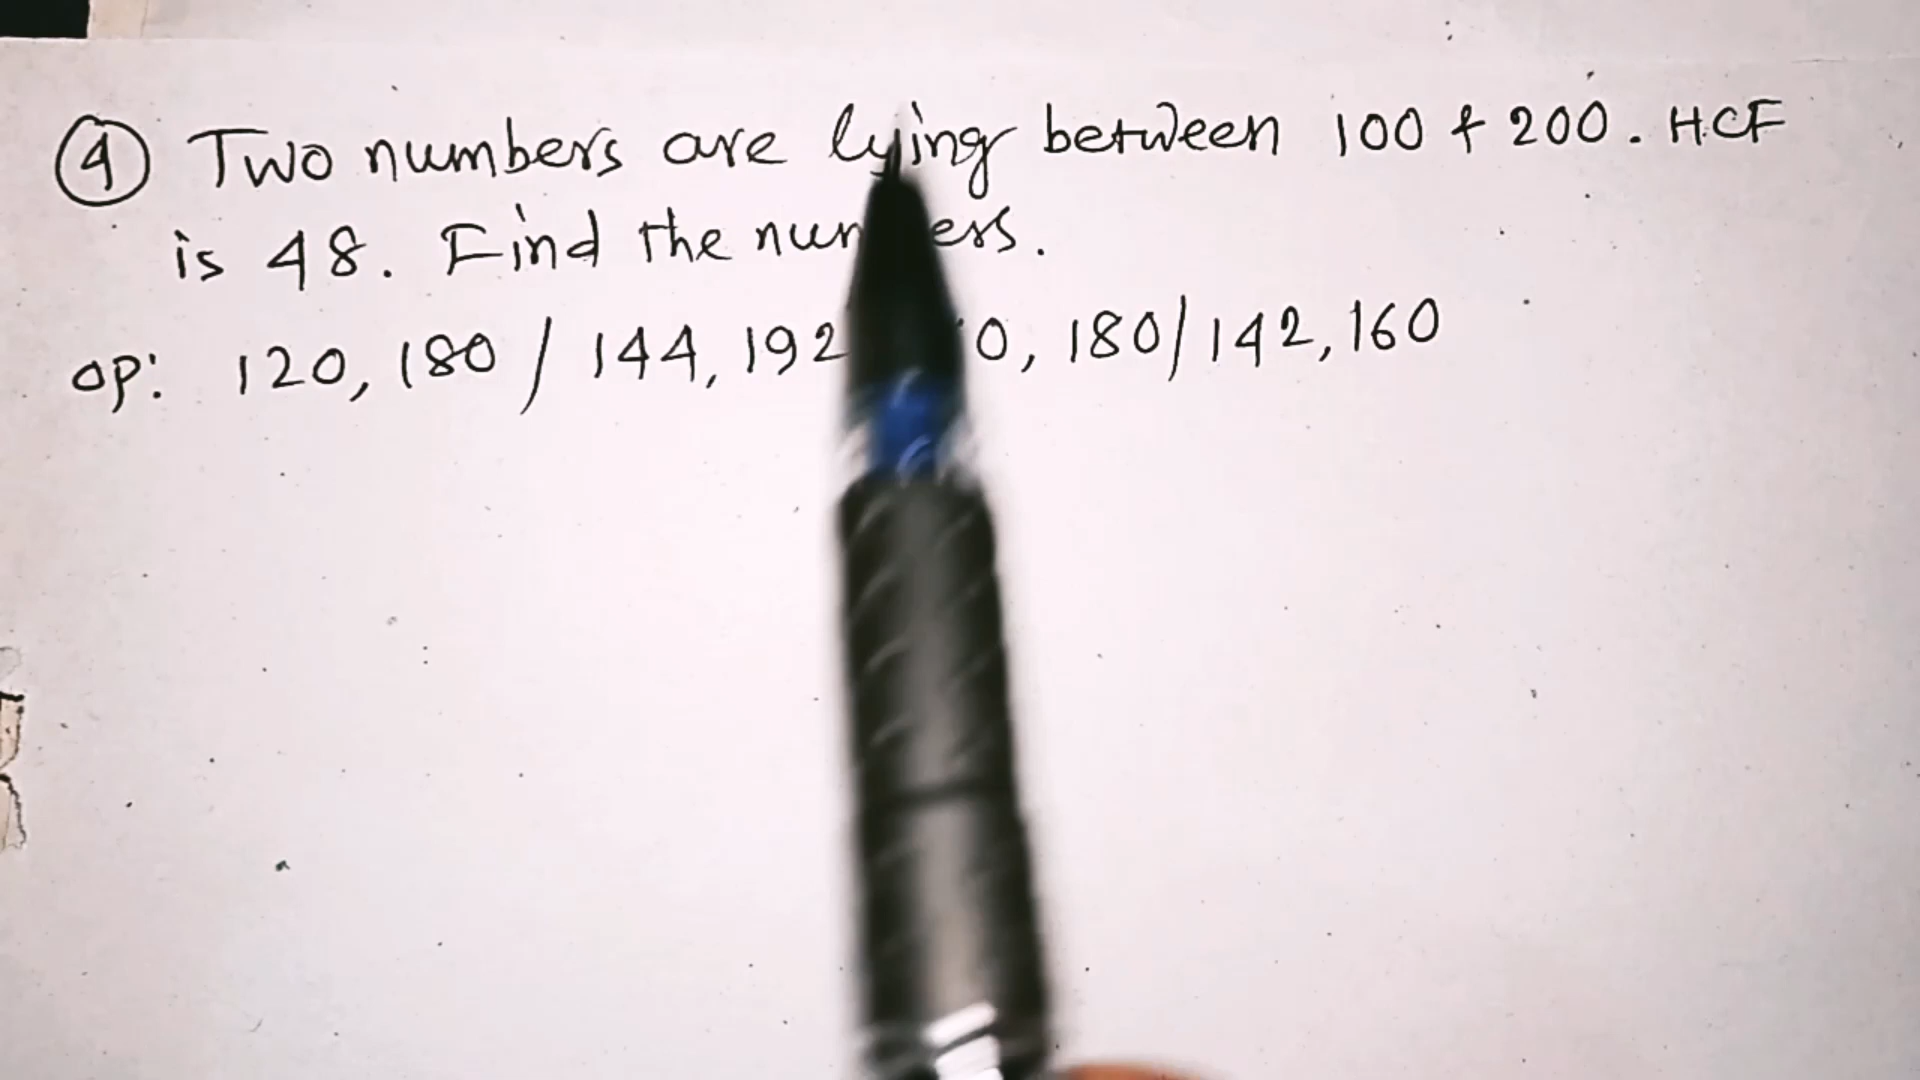 ④ Two numbers are lying between 100 & 200. HCF
is 48. Find the numbers.
op: 120, 180 / 144, 192 0, 180/142, 160